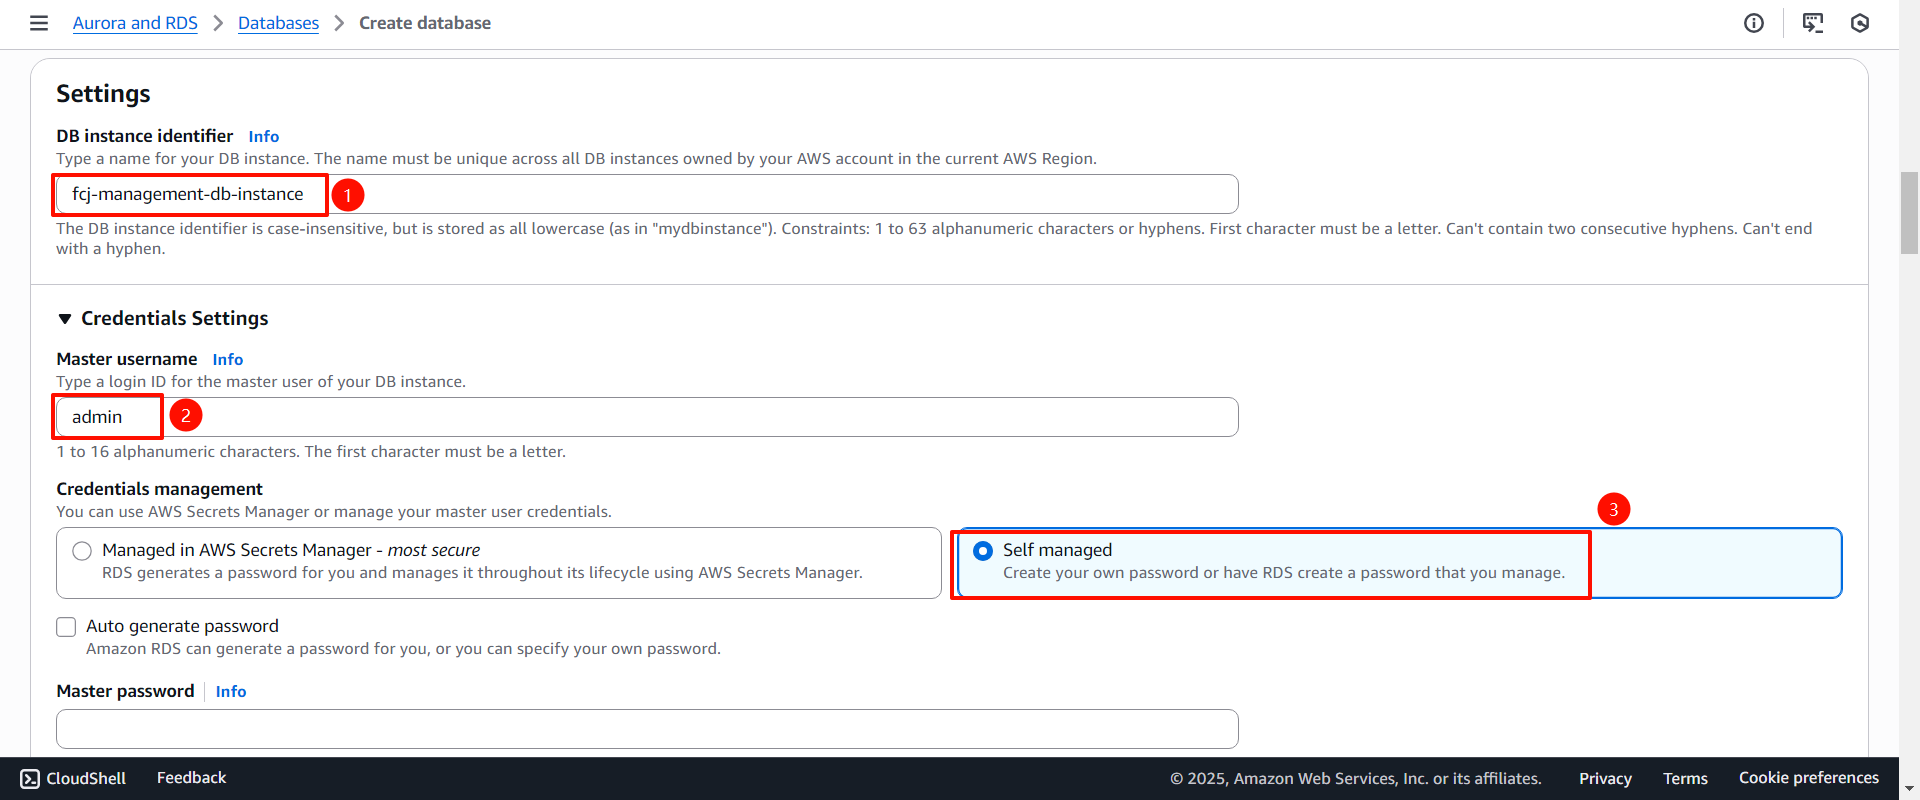 Aurora and RDS > Databases > Create database
Settings
DB instance identifier Info
Type a name for your DB instance. The name must be unique across all DB instances owned by your AWS account in the current AWS Region.
fcj-management-db-instance 1
The DB instance identifier is case-insensitive, but is stored as all lowercase (as in "mydbinstance"). Constraints: 1 to 63 alphanumeric characters or hyphens. First character must be a letter. Can't contain two consecutive hyphens. Can't end
with a hyphen.
Credentials Settings
Master username Info
Type a login ID for the master user of your DB instance.
admin 2
1 to 16 alphanumeric characters. The first character must be a letter.
Credentials management
You can use AWS Secrets Manager or manage your master user credentials.
3
Managed in AWS Secrets Manager - most secure
RDS generates a password for you and manages it throughout its lifecycle using AWS Secrets Manager.
Self managed
Create your own password or have RDS create a password that you manage.
Auto generate password
Amazon RDS can generate a password for you, or you can specify your own password.
Master password Info
CloudShell Feedback © 2025, Amazon Web Services, Inc. or its affiliates. Privacy Terms Cookie preferences